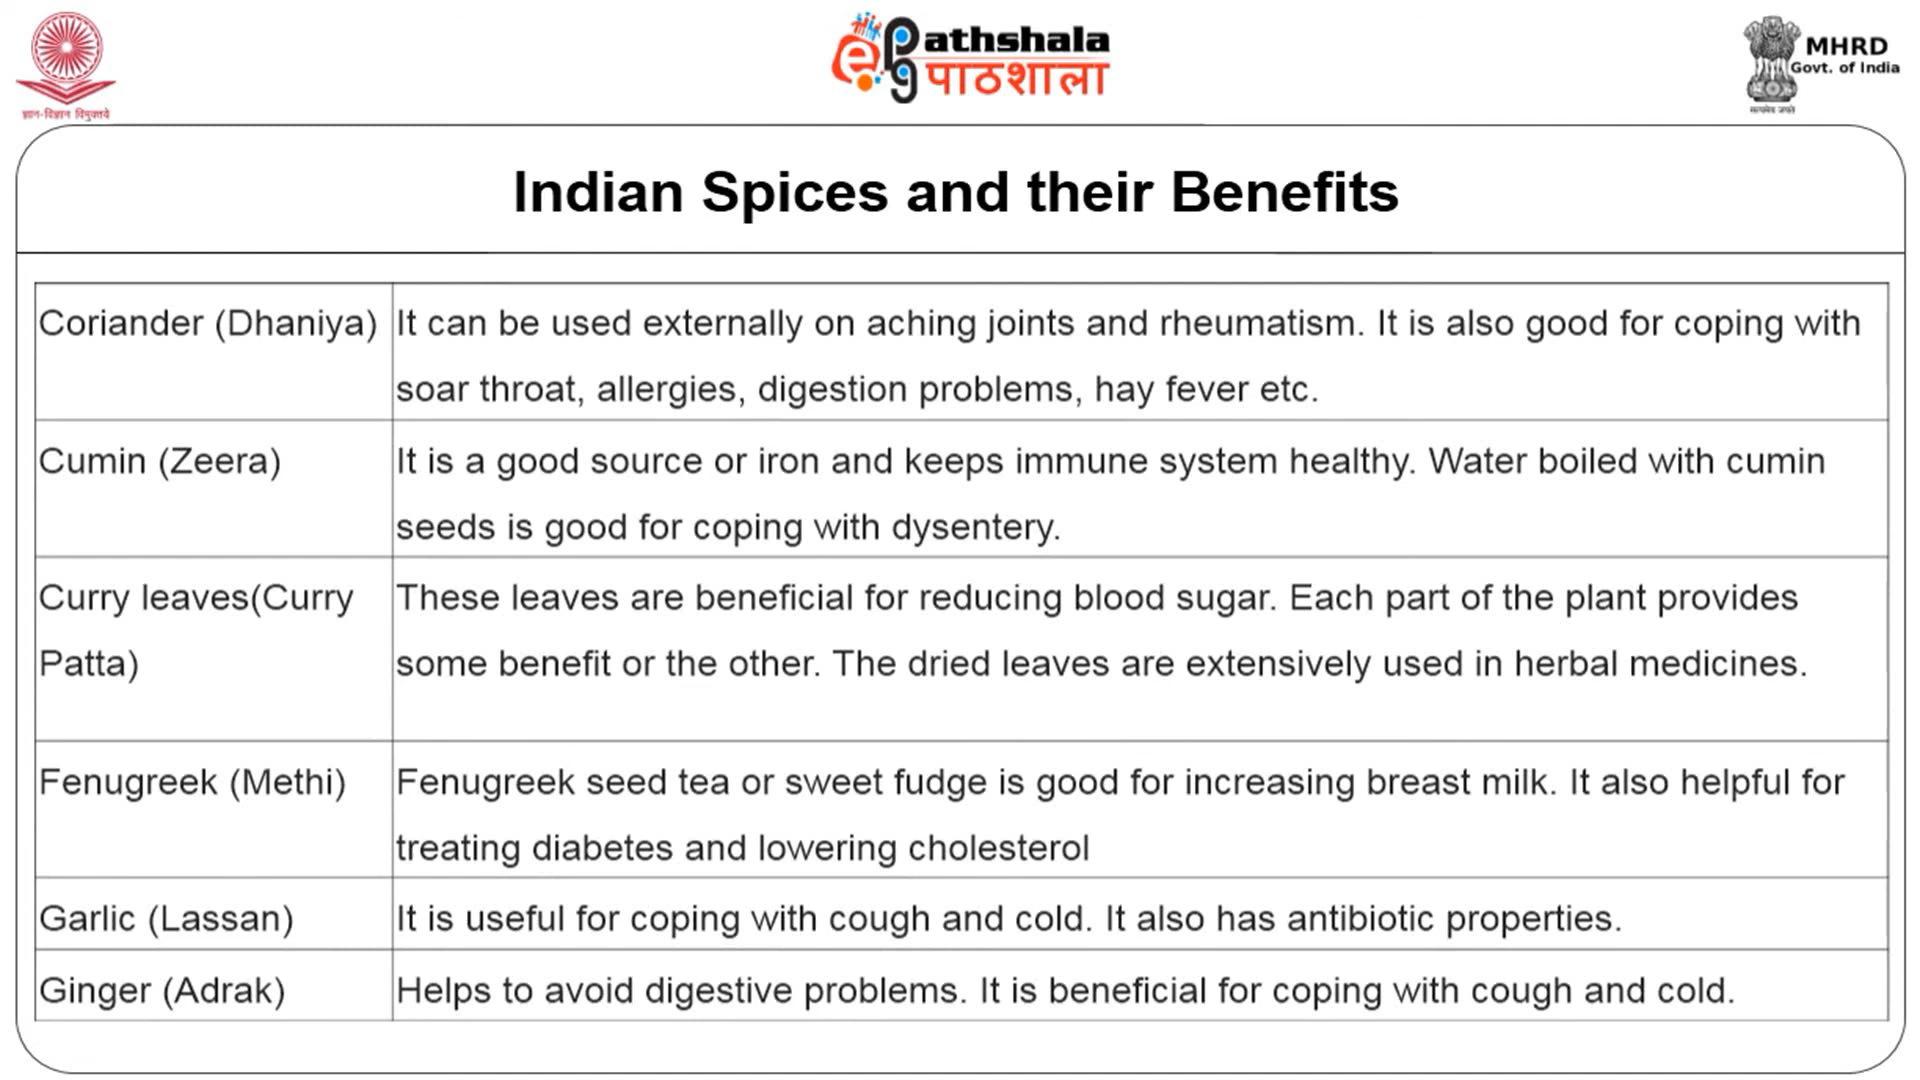 ज्ञान-विज्ञान विमुक्तये
e PG Pathshala
पाठशाला
MHRD
Govt. of India
सत्यमेव जयते
Indian Spices and their Benefits
Coriander (Dhaniya)
It can be used externally on aching joints and rheumatism. It is also good for coping with
soar throat, allergies, digestion problems, hay fever etc.
Cumin (Zeera)
It is a good source or iron and keeps immune system healthy. Water boiled with cumin
seeds is good for coping with dysentery.
Curry leaves(Curry
Patta)
These leaves are beneficial for reducing blood sugar. Each part of the plant provides
some benefit or the other. The dried leaves are extensively used in herbal medicines.
Fenugreek (Methi)
Fenugreek seed tea or sweet fudge is good for increasing breast milk. It also helpful for
treating diabetes and lowering cholesterol
Garlic (Lassan)
It is useful for coping with cough and cold. It also has antibiotic properties.
Ginger (Adrak)
Helps to avoid digestive problems. It is beneficial for coping with cough and cold.